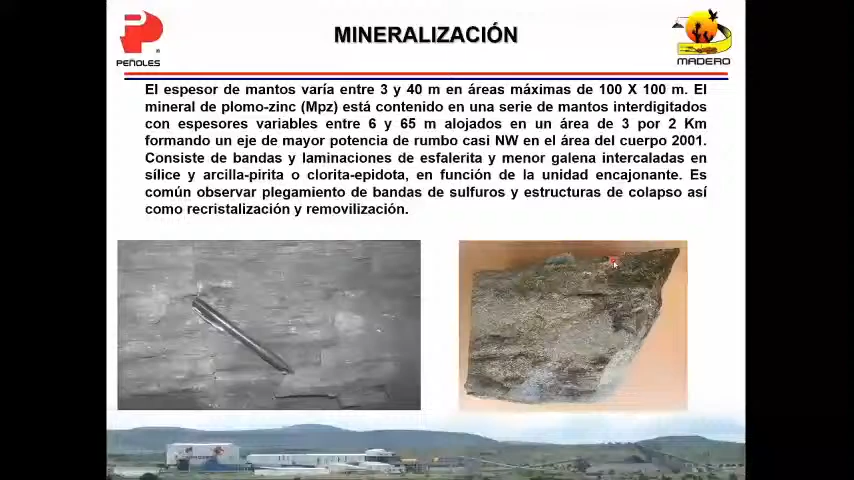 MINERALIZACIÓN
PEÑOLES
MADERO
El espesor de mantos varía entre 3 y 40 m en áreas máximas de 100 X 100 m. El
mineral de plomo-zinc (Mpz) está contenido en una serie de mantos interdigitados
con espesores variables entre 6 y 65 m alojados en un área de 3 por 2 Km
formando un eje de mayor potencia de rumbo casi NW en el área del cuerpo 2001.
Consiste de bandas y laminaciones de esfalerita y menor galena intercaladas en
sílice y arcilla-pirita o clorita-epidota, en función de la unidad encajonante. Es
común observar plegamiento de bandas de sulfuros y estructuras de colapso así
como recristalización y removilización.